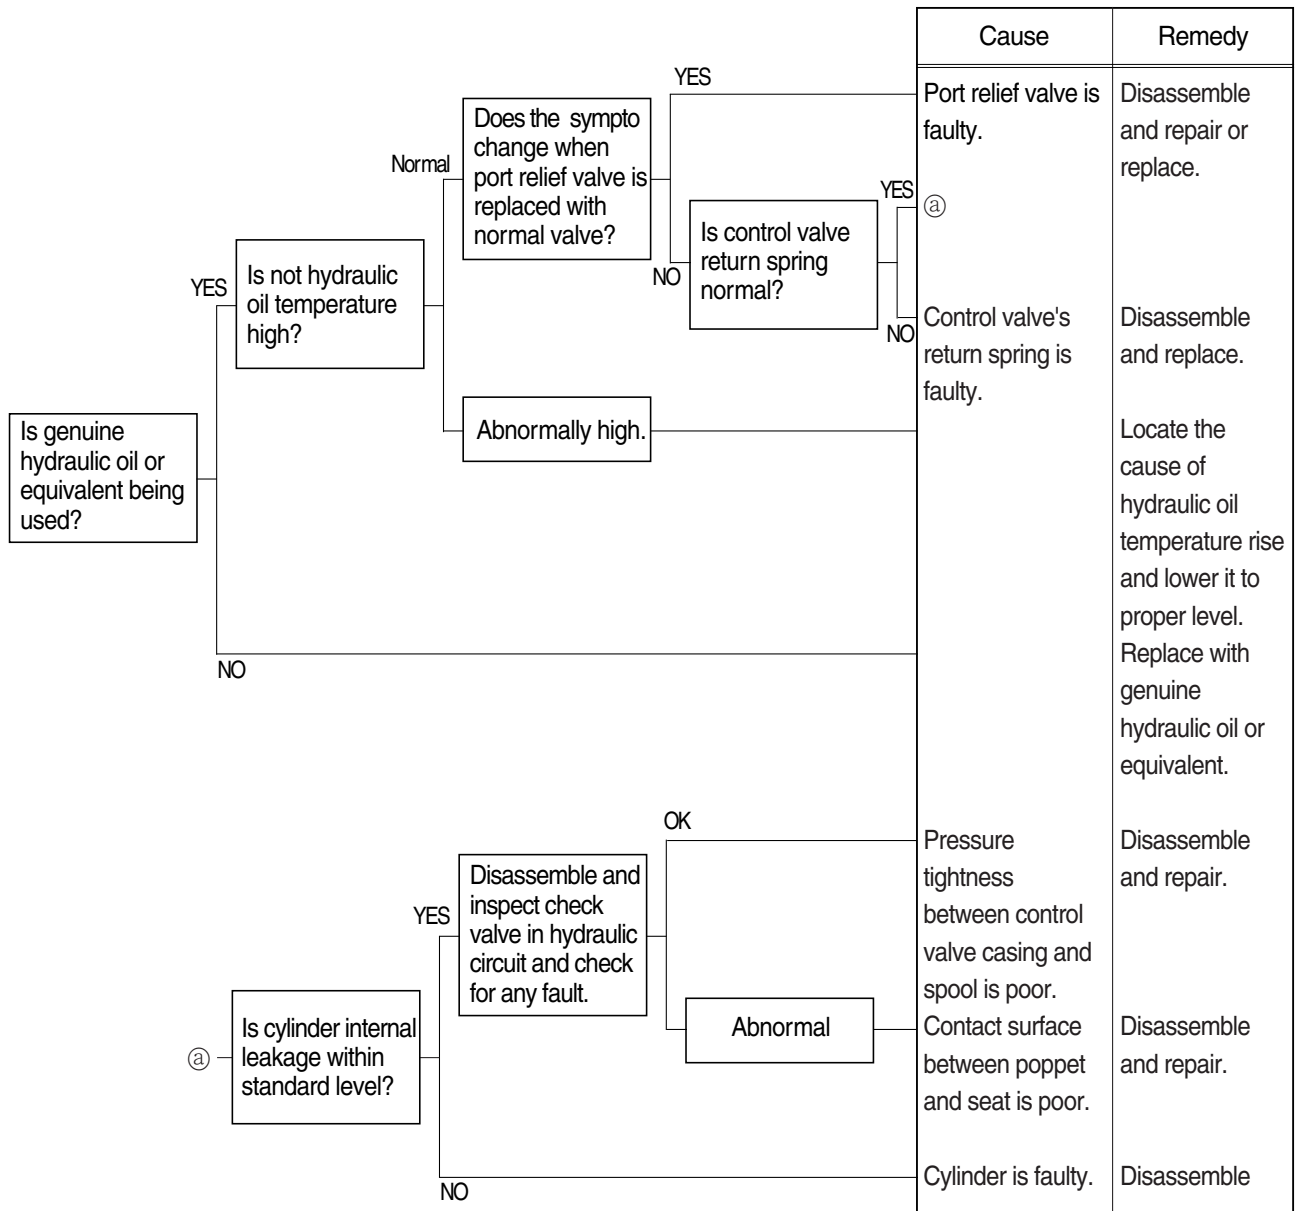 Cause
Remedy
YES
Port relief valve is
faulty.
Disassemble
and repair or
replace.
Does the sympto
change when
port relief valve is
replaced with
normal valve?
Normal
YES
ⓐ
Is control valve
return spring
normal?
NO
YES
Is not hydraulic
oil temperature
high?
NO
Control valve's
return spring is
faulty.
Disassemble
and replace.
Abnormally high.
Locate the
cause of
hydraulic oil
temperature rise
and lower it to
proper level.
Is genuine
hydraulic oil or
equivalent being
used?
NO
Replace with
genuine
hydraulic oil or
equivalent.
OK
Pressure
tightness
between control
valve casing and
spool is poor.
Disassemble
and repair.
YES
Disassemble and
inspect check
valve in hydraulic
circuit and check
for any fault.
Abnormal
Contact surface
between poppet
and seat is poor.
Disassemble
and repair.
ⓐ
Is cylinder internal
leakage within
standard level?
NO
Cylinder is faulty.
Disassemble